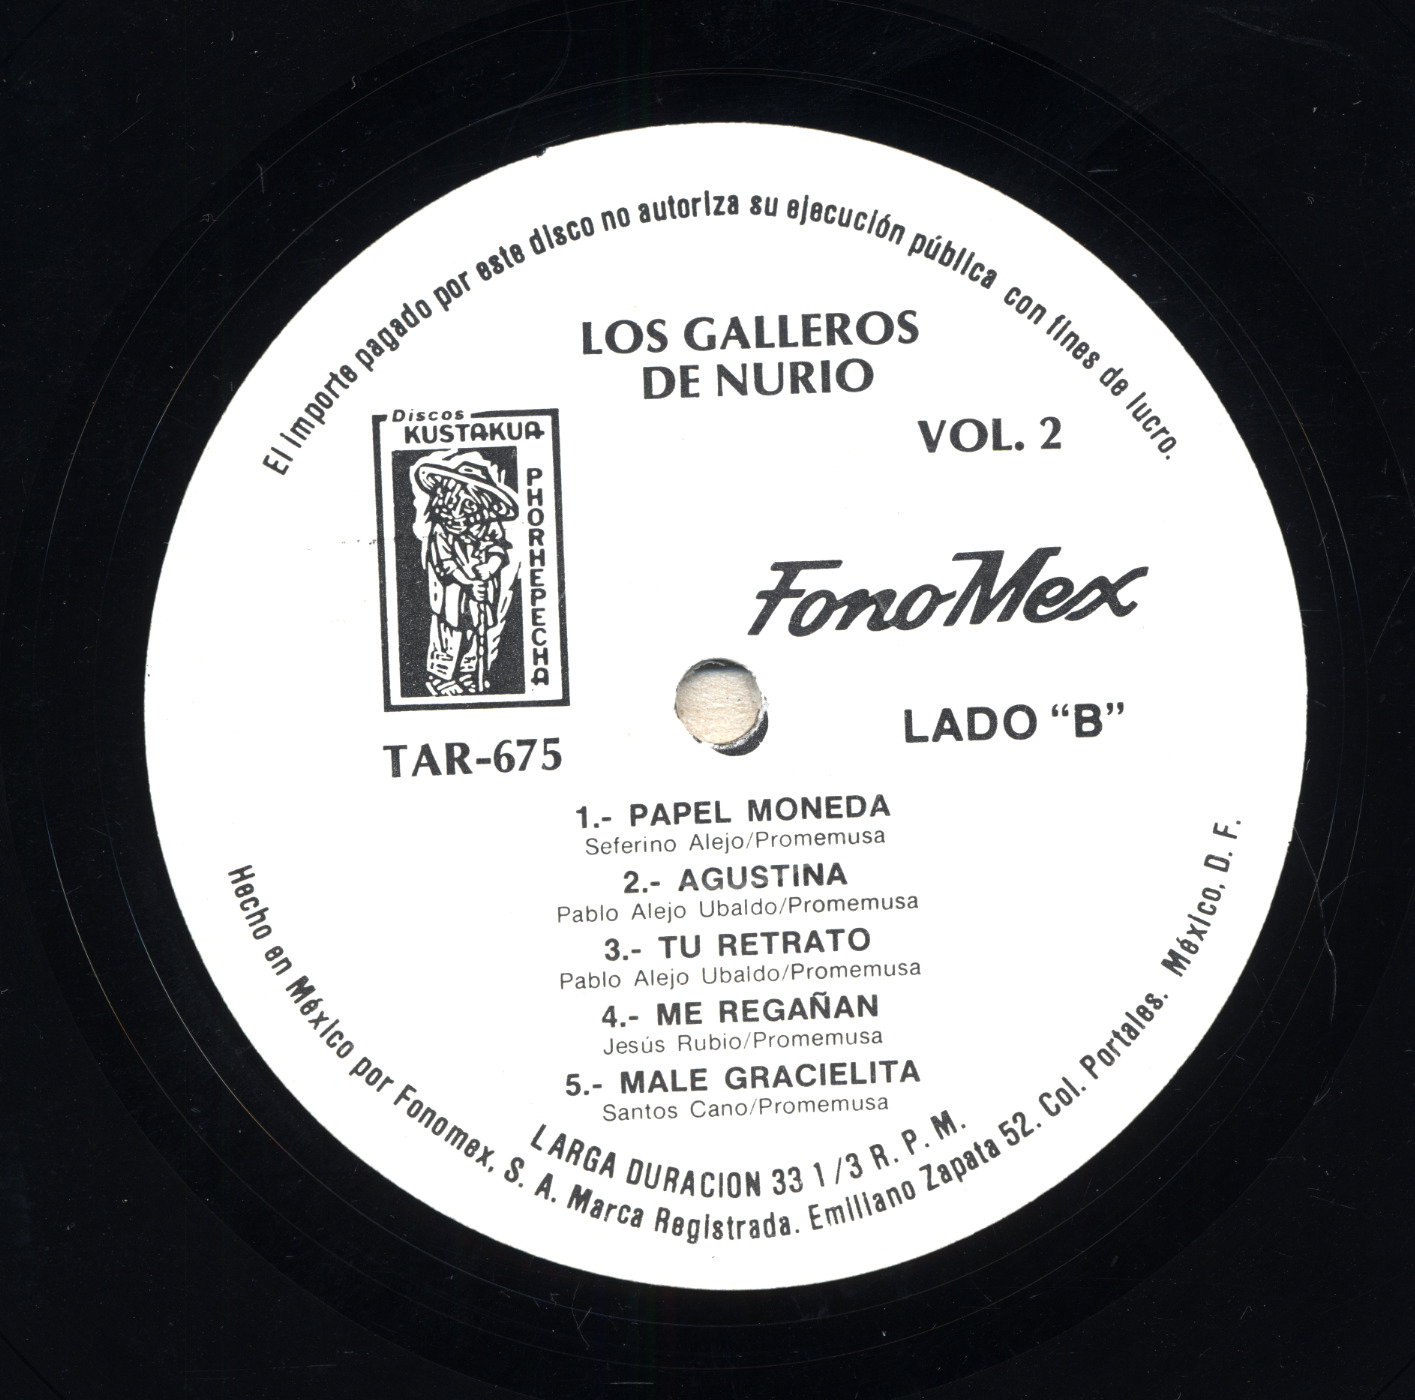 El importe pagado por este disco no autoriza su ejecución pública con fines de lucro.
LOS GALLEROS
DE NURIO
VOL. 2
Discos
KUSTAKUA
PHORHEPECHA
FonoMex
TAR-675
LADO “B”
1.- PAPEL MONEDA
Seferino Alejo/Promemusa
2.- AGUSTINA
Pablo Alejo Ubaldo/Promemusa
3.- TU RETRATO
Pablo Alejo Ubaldo/Promemusa
4.- ME REGAÑAN
Jesús Rubio/Promemusa
5.- MALE GRACIELITA
Santos Cano/Promemusa
LARGA DURACION 33 1/3 R. P. M.
Hecho en México por Fonomex, S. A. Marca Registrada. Emiliano Zapata 52. Col. Portales. México, D. F.